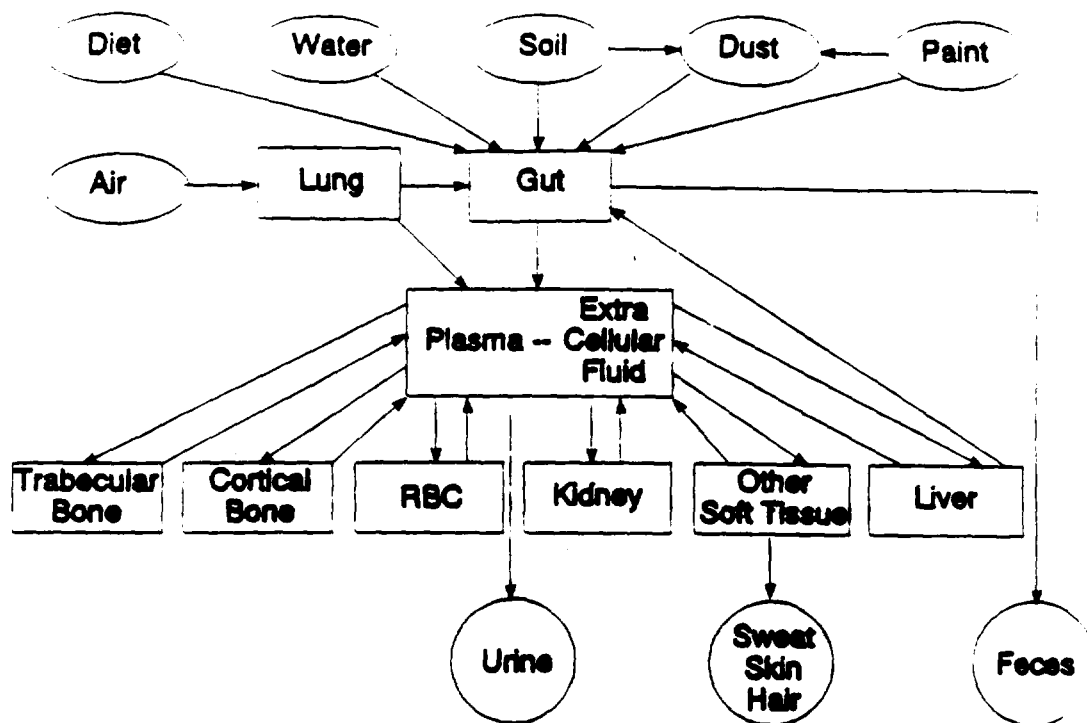 Diet
Water
Soil
Dust
Paint
Air
Lung
Gut
Plasma -- Extra
Cellular
Fluid
Trabecular
Bone
Cortical
Bone
RBC
Kidney
Other
Soft Tissue
Liver
Urine
Sweat
Skin
Hair
Feces